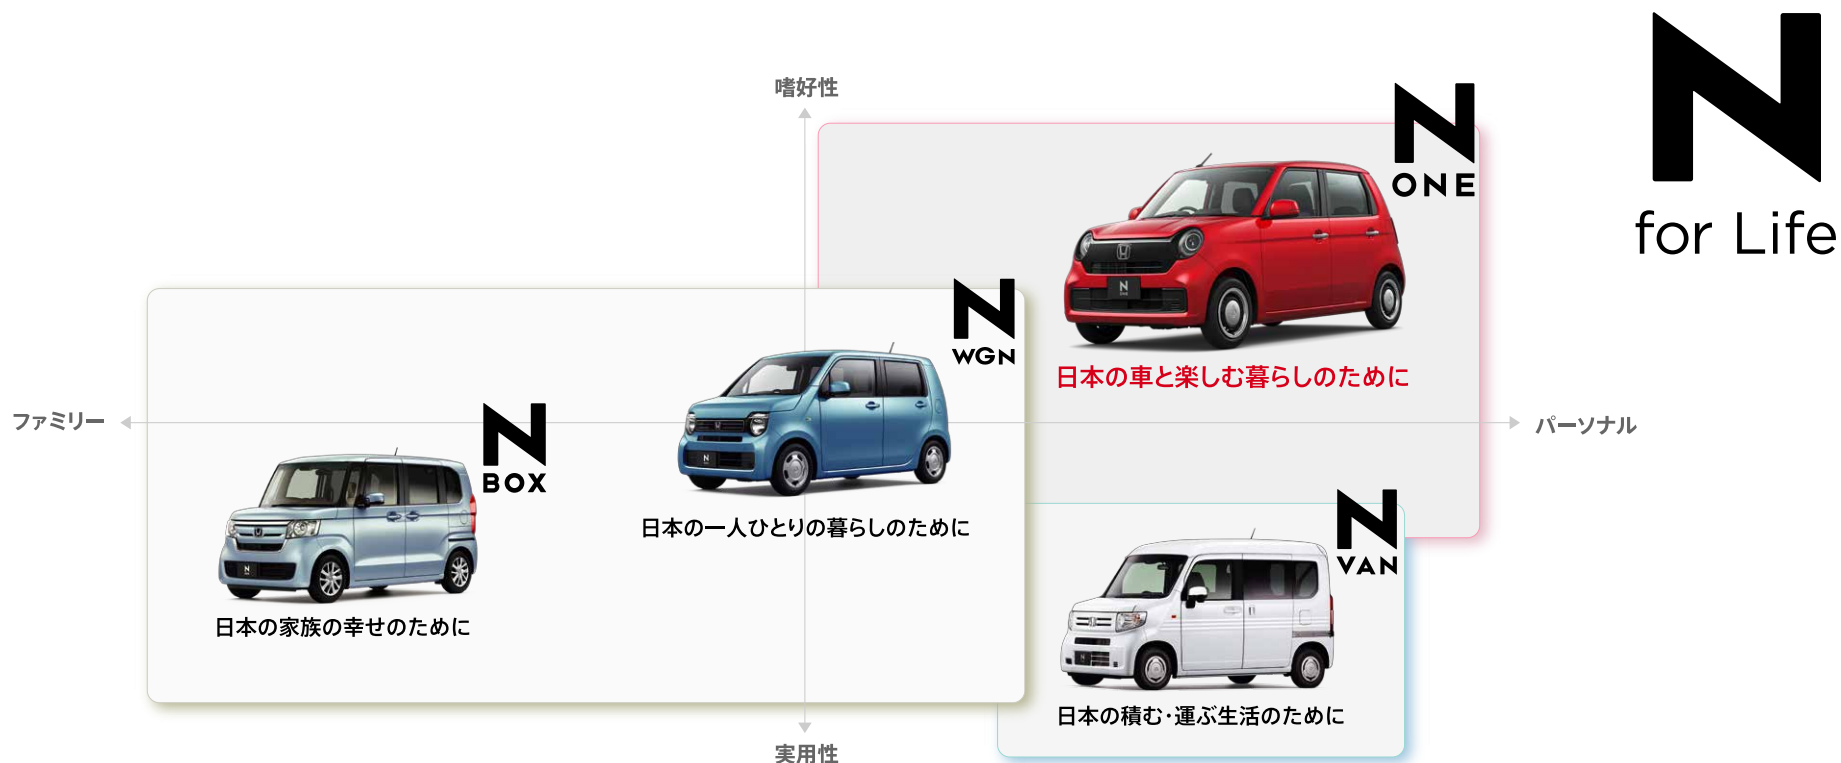 N
for Life
嗜好性
N
ONE
日本の車と楽しむ暮らしのために
N
WGN
日本の一人ひとりの暮らしのために
ファミリー
パーソナル
N
BOX
日本の家族の幸せのために
N
VAN
日本の積む・運ぶ生活のために
実用性